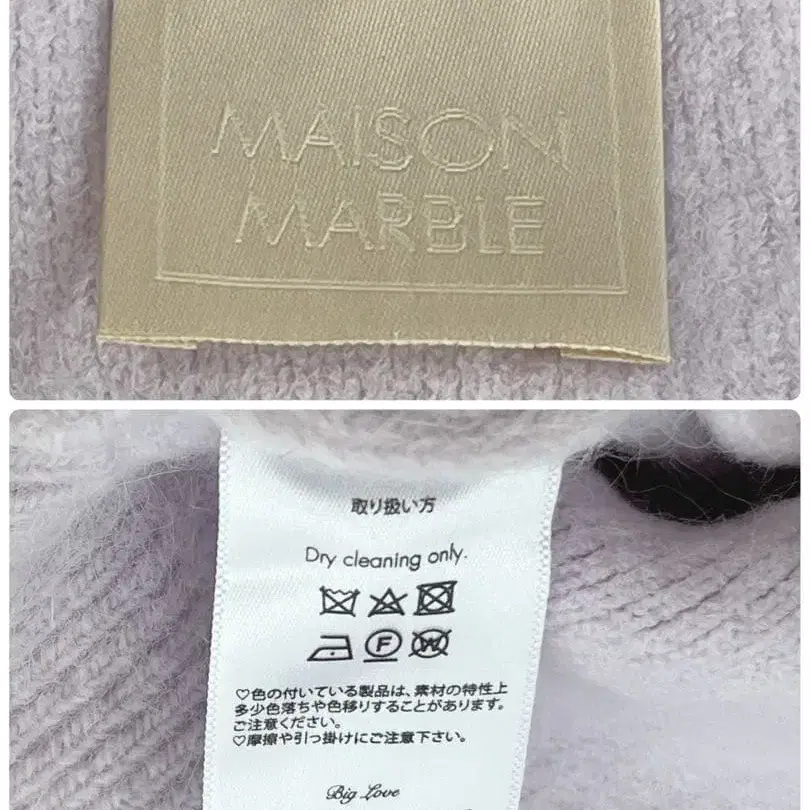 MAISON
MARBLE
取り扱い方
Dry cleaning only.
F W
♡色の付いている製品は、素材の特性上
多少色落ちや色移りすることがあります。
ご注意ください。
♡摩擦や引っ掛けにご注意下さい。
Big Love